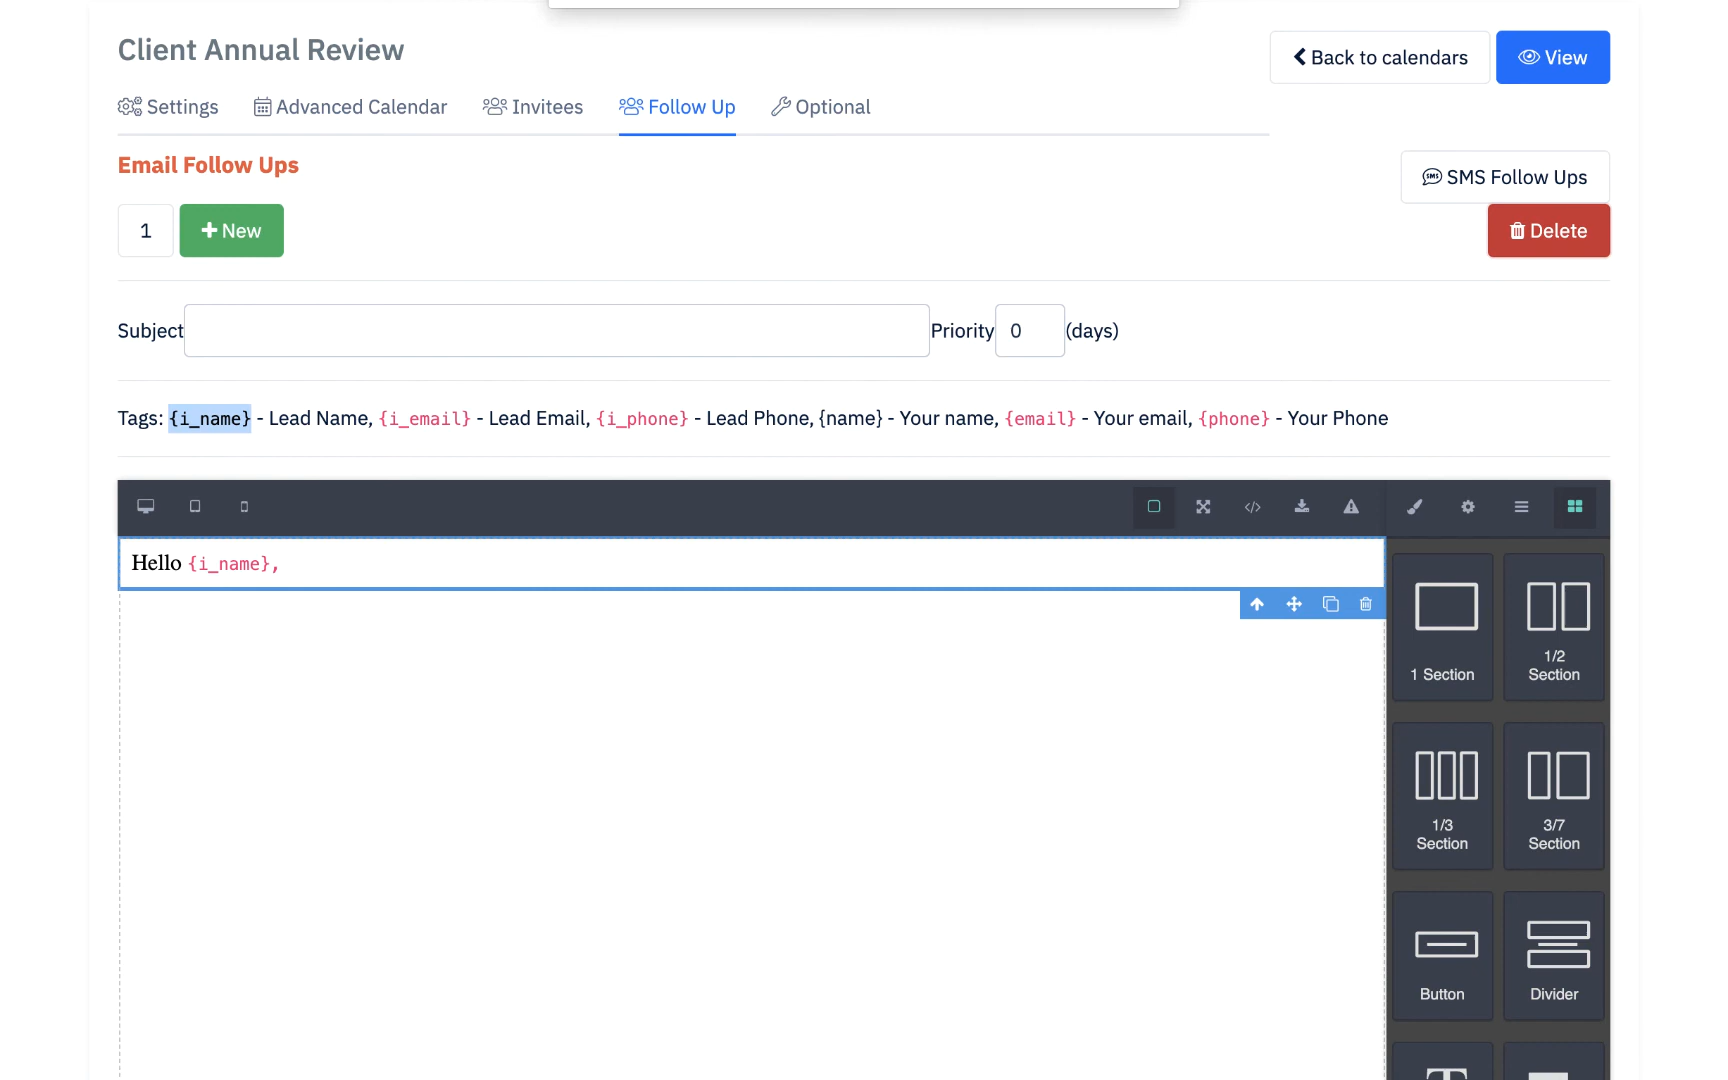 Client Annual Review
Back to calendars
View
Settings
Advanced Calendar
Invitees
Follow Up
Optional
Email Follow Ups
SMS Follow Ups
1
New
Delete
Subject
Priority 0 (days)
Tags: {i_name} - Lead Name, {i_email} - Lead Email, {i_phone} - Lead Phone, {name} - Your name, {email} - Your email, {phone} - Your Phone
Hello {i_name},
1 Section
1/2
Section
1/3
Section
3/7
Section
Button
Divider